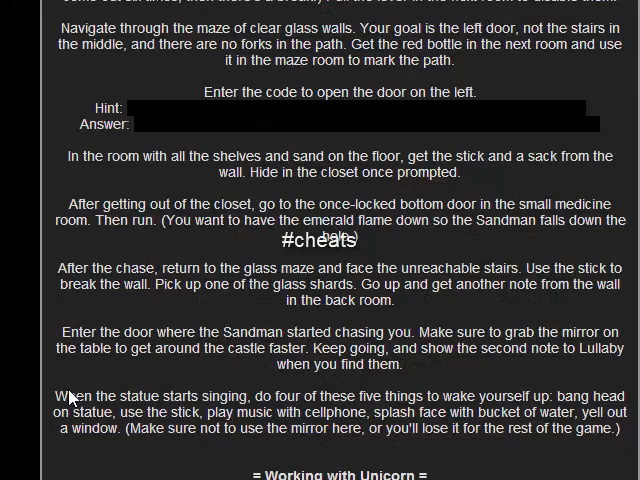 Navigate through the maze of clear glass walls. Your goal is the left door, not the stairs in
the middle, and there are no forks in the path. Get the red bottle in the next room and use
it in the maze room to mark the path.
Enter the code to open the door on the left.
Hint:
Answer:
In the room with all the shelves and sand on the floor, get the stick and a sack from the
wall. Hide in the closet once prompted.
After getting out of the closet, go to the once-locked bottom door in the small medicine
room. Then run. (You want to have the emerald flame down so the Sandman falls down the
hole.)
#cheats
After the chase, return to the glass maze and face the unreachable stairs. Use the stick to
break the wall. Pick up one of the glass shards. Go up and get another note from the wall
in the back room.
Enter the door where the Sandman started chasing you. Make sure to grab the mirror on
the table to get around the castle faster. Keep going, and show the second note to Lullaby
when you find them.
When the statue starts singing, do four of these five things to wake yourself up: bang head
on statue, use the stick, play music with cellphone, splash face with bucket of water, yell out
a window. (Make sure not to use the mirror here, or you'll lose it for the rest of the game.)
= Working with Unicorn =